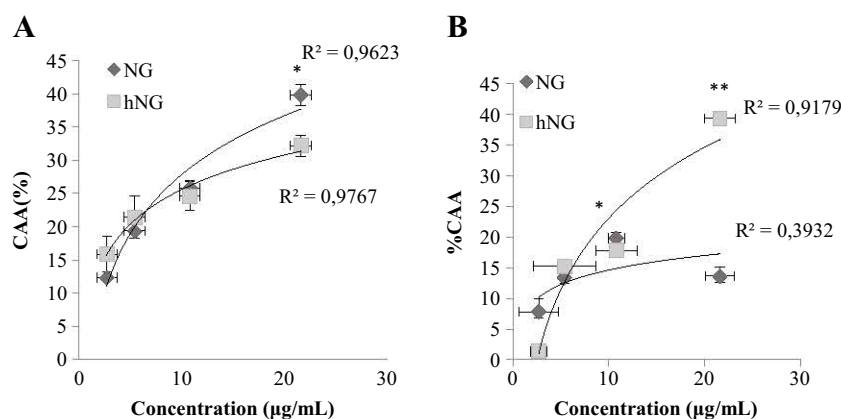 A
R² = 0,9623
NG
hNG
*
45
40
35
30
25
20
15
10
5
0
CAA(%)
R² = 0,9767
0
10
20
30
Concentration (µg/mL)
B
NG
hNG
**
R² = 0,9179
*
R² = 0,3932
45
40
35
30
25
20
15
10
5
0
%CAA
0
10
20
30
Concentration (µg/mL)